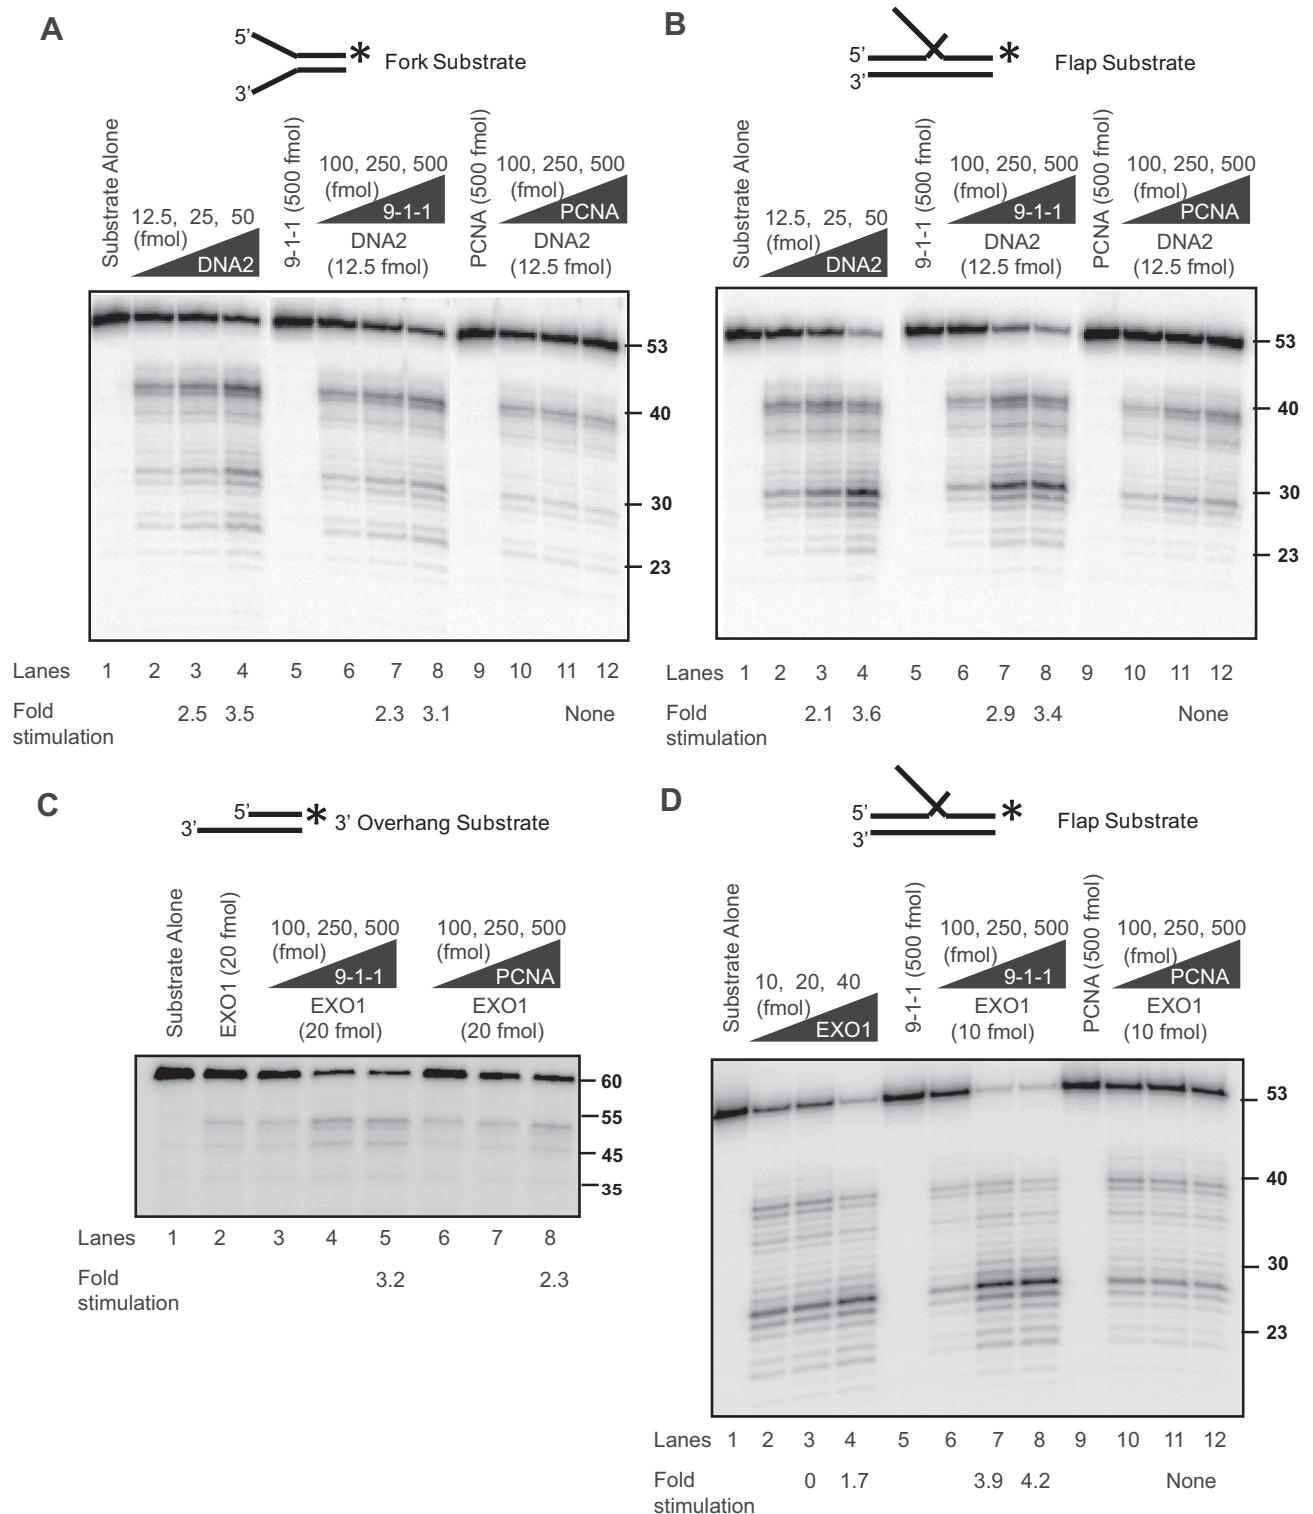 A
5’
3’
*
Fork Substrate
Substrate Alone
12.5, 25, 50
(fmol)
DNA2
9-1-1 (500 fmol)
100, 250, 500
(fmol)
9-1-1
DNA2
(12.5 fmol)
PCNA (500 fmol)
100, 250, 500
(fmol)
PCNA
DNA2
(12.5 fmol)
53
40
30
23
Lanes 1 2 3 4 5 6 7 8 9 10 11 12
Fold 2.5 3.5 2.3 3.1 None
stimulation
B
5’
3’
*
Flap Substrate
Substrate Alone
12.5, 25, 50
(fmol)
DNA2
9-1-1 (500 fmol)
100, 250, 500
(fmol)
9-1-1
DNA2
(12.5 fmol)
PCNA (500 fmol)
100, 250, 500
(fmol)
PCNA
DNA2
(12.5 fmol)
53
40
30
23
Lanes 1 2 3 4 5 6 7 8 9 10 11 12
Fold 2.1 3.6 2.9 3.4 None
stimulation
C
5’
3’
* 3’ Overhang Substrate
Substrate Alone
EXO1 (20 fmol)
100, 250, 500
(fmol)
9-1-1
EXO1
(20 fmol)
100, 250, 500
(fmol)
PCNA
EXO1
(20 fmol)
60
55
45
35
Lanes 1 2 3 4 5 6 7 8
Fold 3.2 2.3
stimulation
D
5’
3’
*
Flap Substrate
Substrate Alone
10, 20, 40
(fmol)
EXO1
9-1-1 (500 fmol)
100, 250, 500
(fmol)
9-1-1
EXO1
(10 fmol)
PCNA (500 fmol)
100, 250, 500
(fmol)
PCNA
EXO1
(10 fmol)
53
40
30
23
Lanes 1 2 3 4 5 6 7 8 9 10 11 12
Fold 0 1.7 3.9 4.2 None
stimulation